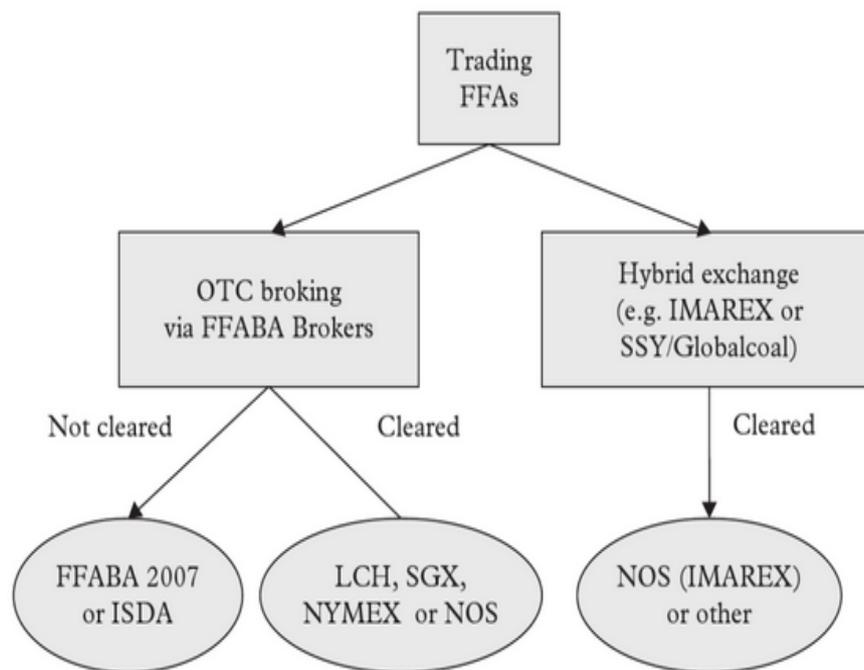 Trading
FFAs
OTC broking
via FFABA Brokers
Hybrid exchange
(e.g. IMAREX or
SSY/Globalcoal)
Not cleared
Cleared
Cleared
FFABA 2007
or ISDA
LCH, SGX,
NYMEX or NOS
NOS (IMAREX)
or other